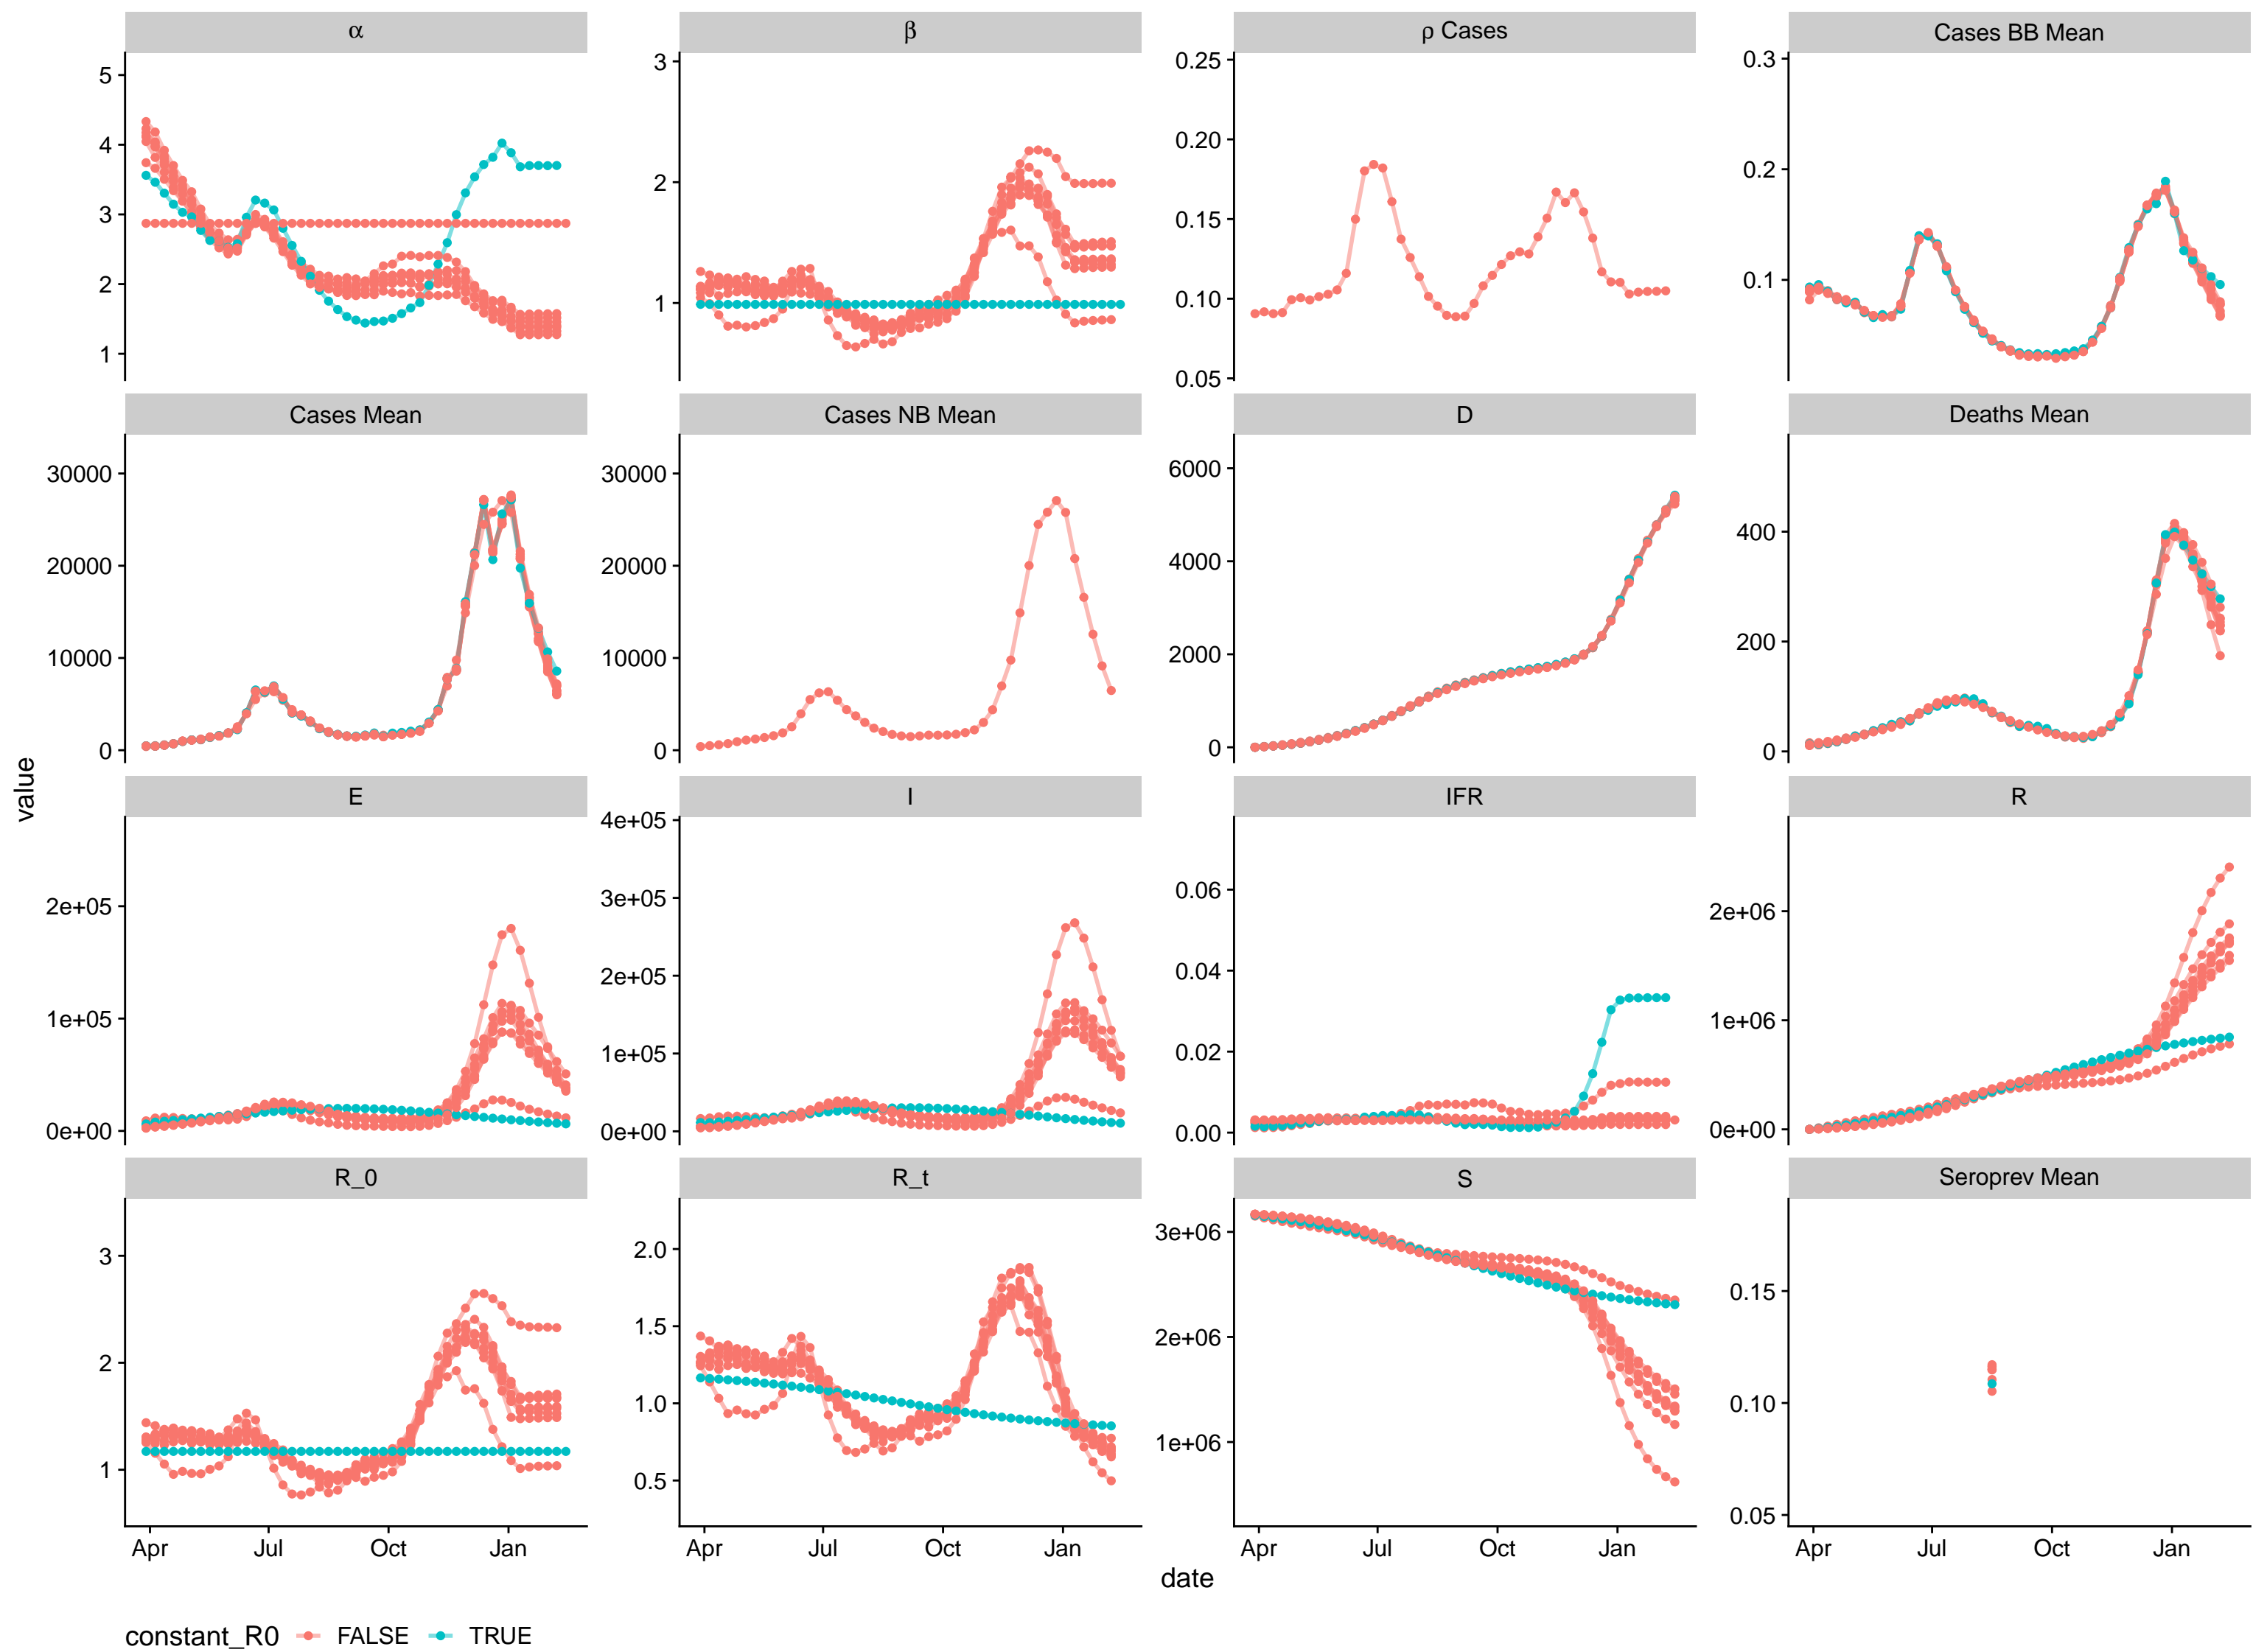 α
β
ρ Cases
Cases BB Mean
5
4
3
2
1
3
2
1
0.25
0.20
0.15
0.10
0.05
0.3
0.2
0.1
Cases Mean
Cases NB Mean
D
Deaths Mean
30000
20000
10000
0
30000
20000
10000
0
6000
4000
2000
0
400
200
0
value
E
I
IFR
R
2e+05
1e+05
0e+00
4e+05
3e+05
2e+05
1e+05
0e+00
0.06
0.04
0.02
0.00
2e+06
1e+06
0e+00
R_0
R_t
S
Seroprev Mean
3
2
1
2.0
1.5
1.0
0.5
3e+06
2e+06
1e+06
0.15
0.10
0.05
Apr Jul Oct Jan
Apr Jul Oct Jan
Apr Jul Oct Jan
Apr Jul Oct Jan
date
constant_R0 FALSE TRUE